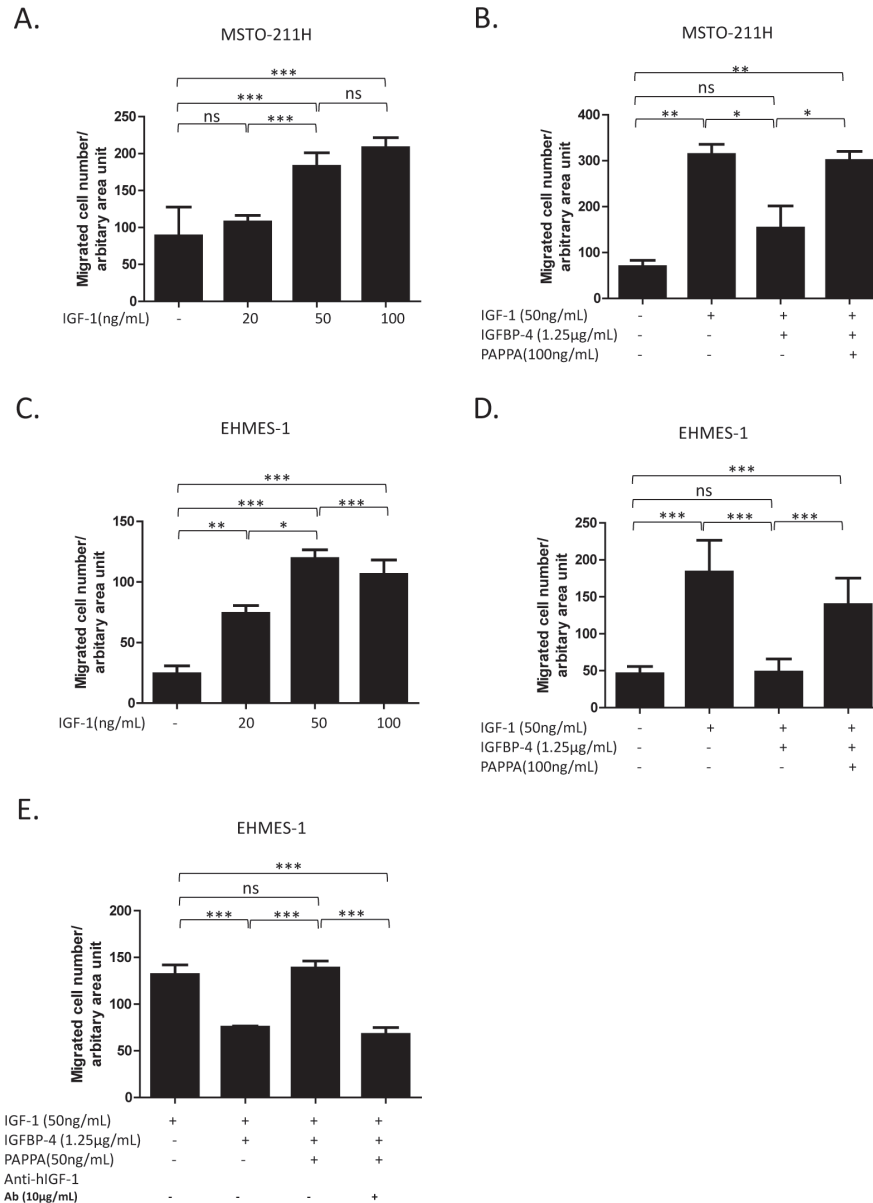 A.
MSTO-211H
***
*** ns
ns ***
Migrated cell number/
arbitary area unit
250
200
150
100
50
0
IGF-1(ng/mL) - 20 50 100
B.
MSTO-211H
**
ns
** * *
Migrated cell number/
arbitrary area unit
400
300
200
100
0
IGF-1 (50ng/mL) - + + +
IGFBP-4 (1.25µg/mL) - - + +
PAPPA(100ng/mL) - - - +
C.
EHMES-1
***
*** ***
** *
Migrated cell number/
arbitary area unit
150
100
50
0
IGF-1(ng/mL) - 20 50 100
D.
EHMES-1
***
ns
*** *** ***
Migrated cell number/
arbitary area unit
250
200
150
100
50
0
IGF-1 (50ng/mL) - + + +
IGFBP-4 (1.25µg/mL) - - + +
PAPPA(100ng/mL) - - - +
E.
EHMES-1
***
ns
*** *** ***
Migrated cell number/
arbitary area unit
200
150
100
50
0
IGF-1 (50ng/mL) + + + +
IGFBP-4 (1.25µg/mL) - + + +
PAPPA(50ng/mL) - - + +
Anti-hIGF-1
Ab (10µg/mL) - - - +